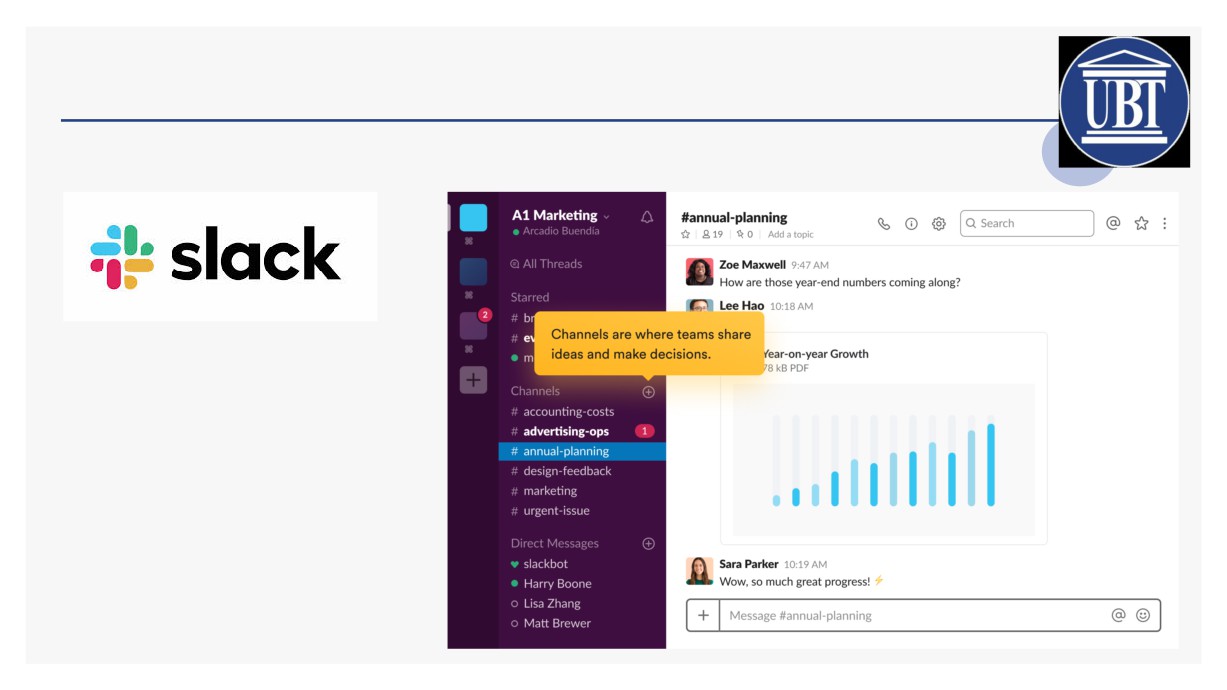 UBT
slack
A1 Marketing
Arcadio Buendía
All Threads
Starred
# br
# ev
m
Channels are where teams share
ideas and make decisions.
Channels
# accounting-costs
# advertising-ops 1
# annual-planning
# design-feedback
# marketing
# urgent-issue
Direct Messages
slackbot
Harry Boone
Lisa Zhang
Matt Brewer
2
#annual-planning
19 0 Add a topic
Search
Zoe Maxwell 9:47 AM
How are those year-end numbers coming along?
Lee Hao 10:18 AM
Year-on-year Growth
78 kB PDF
Sara Parker 10:19 AM
Wow, so much great progress! ⚡
Message #annual-planning